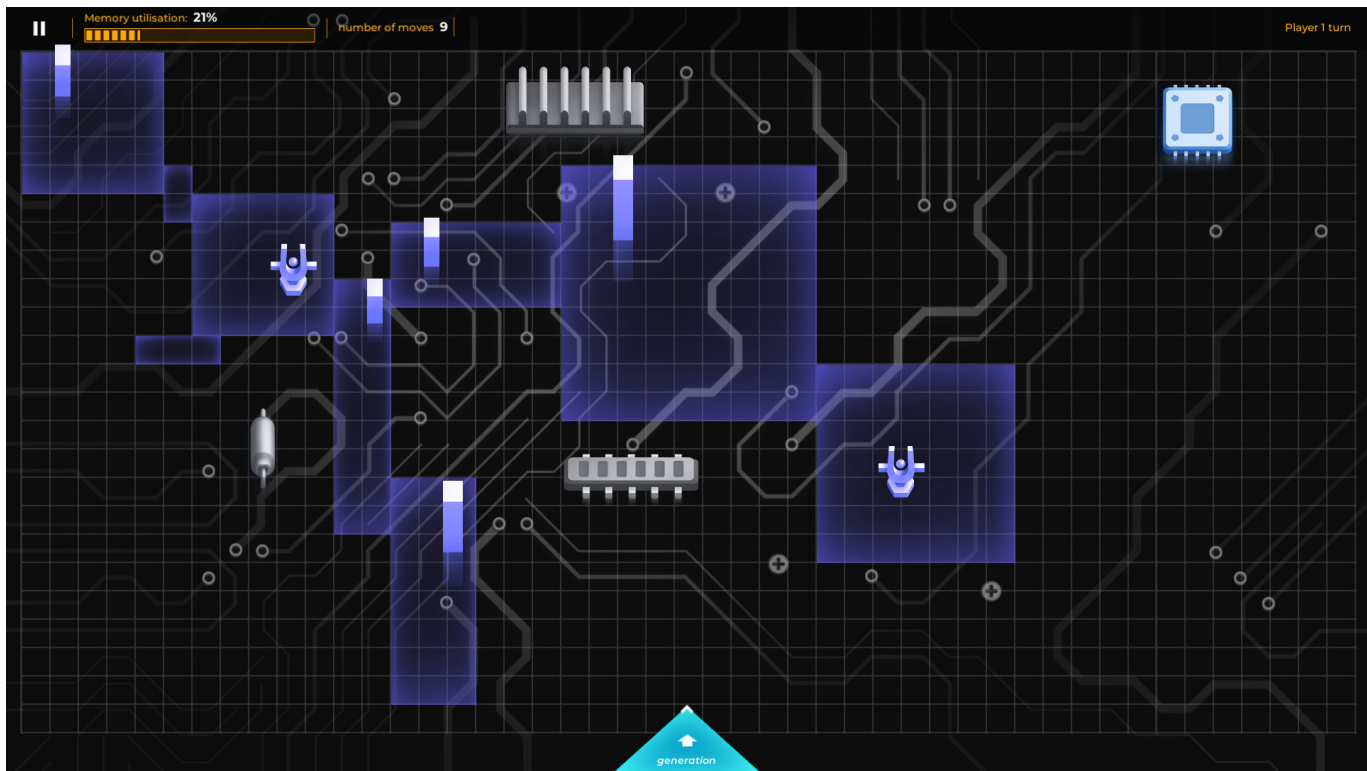 Memory utilisation: 21%
number of moves 9
Player 1 turn
generation